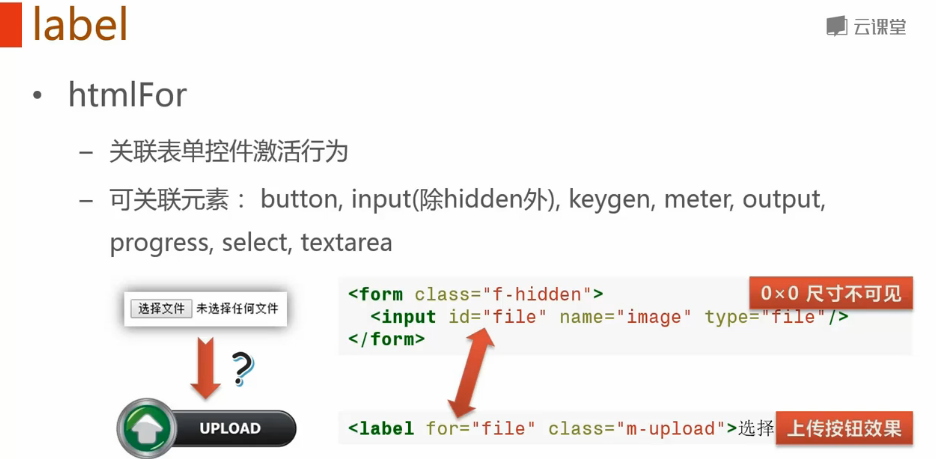 label
云课堂
• htmlFor
– 关联表单控件激活行为
– 可关联元素： button, input(除hidden外), keygen, meter, output,
progress, select, textarea
选择文件 未选择任何文件
?
UPLOAD
<form class="f-hidden">
0×0 尺寸不可见
<input id="file" name="image" type="file"/>
</form>
<label for="file" class="m-upload">选择
上传按钮效果